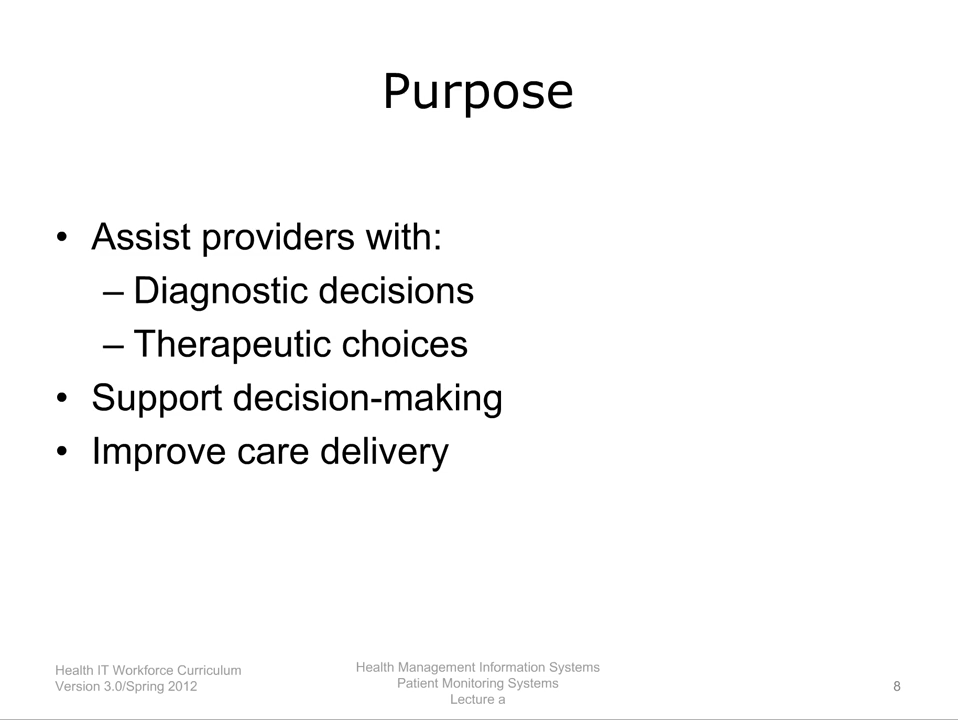 Purpose
• Assist providers with:
– Diagnostic decisions
– Therapeutic choices
• Support decision-making
• Improve care delivery
Health IT Workforce Curriculum
Version 3.0/Spring 2012
Health Management Information Systems
Patient Monitoring Systems
Lecture a
8